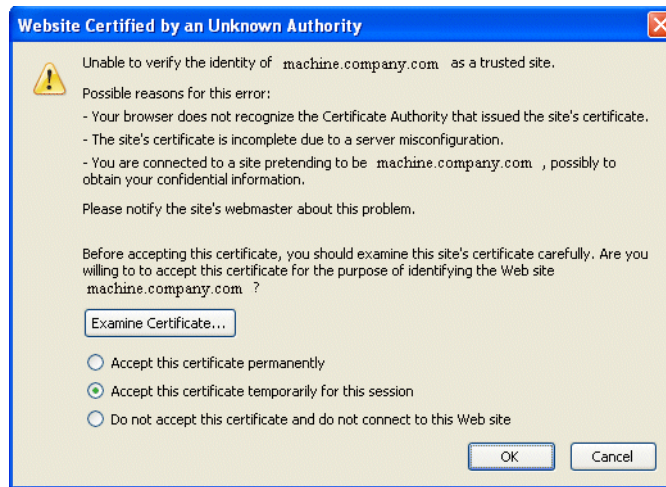 Website Certified by an Unknown Authority
Unable to verify the identity of machine.company.com as a trusted site.
Possible reasons for this error:
- Your browser does not recognize the Certificate Authority that issued the site's certificate.
- The site's certificate is incomplete due to a server misconfiguration.
- You are connected to a site pretending to be machine.company.com , possibly to
obtain your confidential information.
Please notify the site's webmaster about this problem.
Before accepting this certificate, you should examine this site's certificate carefully. Are you
willing to to accept this certificate for the purpose of identifying the Web site
machine.company.com ?
Examine Certificate...
Accept this certificate permanently
Accept this certificate temporarily for this session
Do not accept this certificate and do not connect to this Web site
OK Cancel